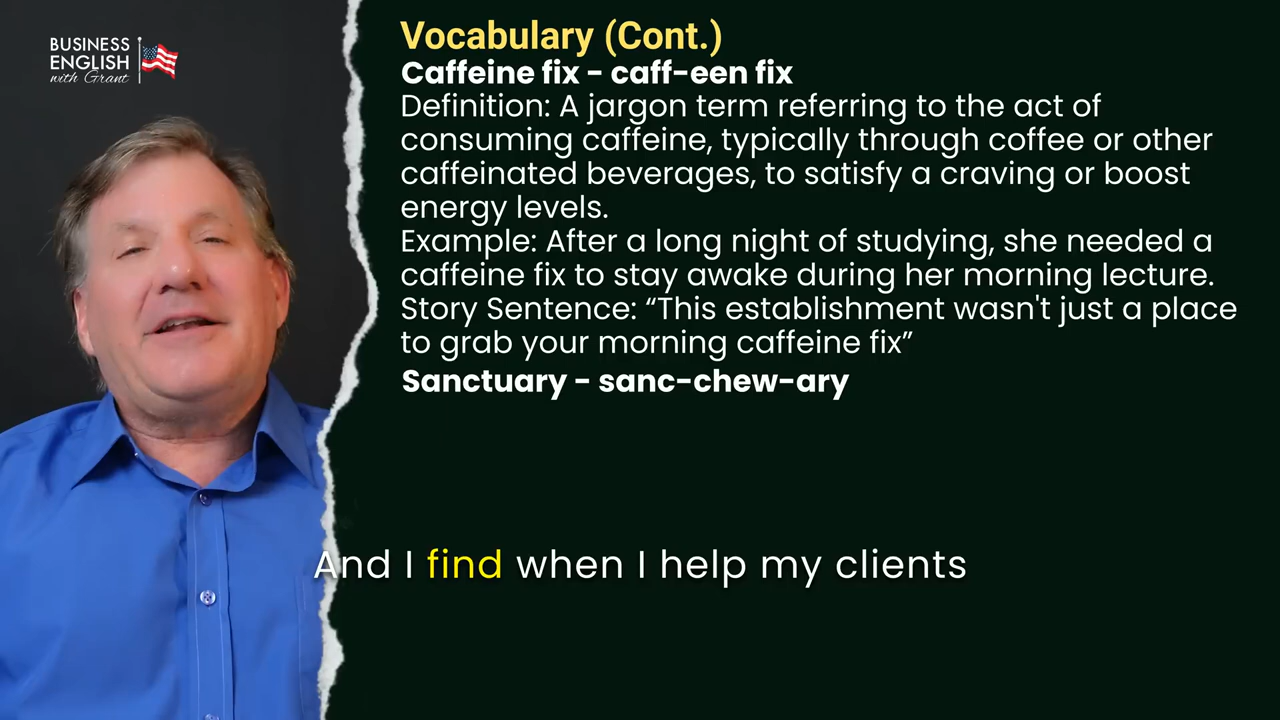 BUSINESS
ENGLISH
with Grant
Vocabulary (Cont.)
Caffeine fix - caff-een fix
Definition: A jargon term referring to the act of
consuming caffeine, typically through coffee or other
caffeinated beverages, to satisfy a craving or boost
energy levels.
Example: After a long night of studying, she needed a
caffeine fix to stay awake during her morning lecture.
Story Sentence: “This establishment wasn't just a place
to grab your morning caffeine fix”
Sanctuary - sanc-chew-ary
And I find when I help my clients